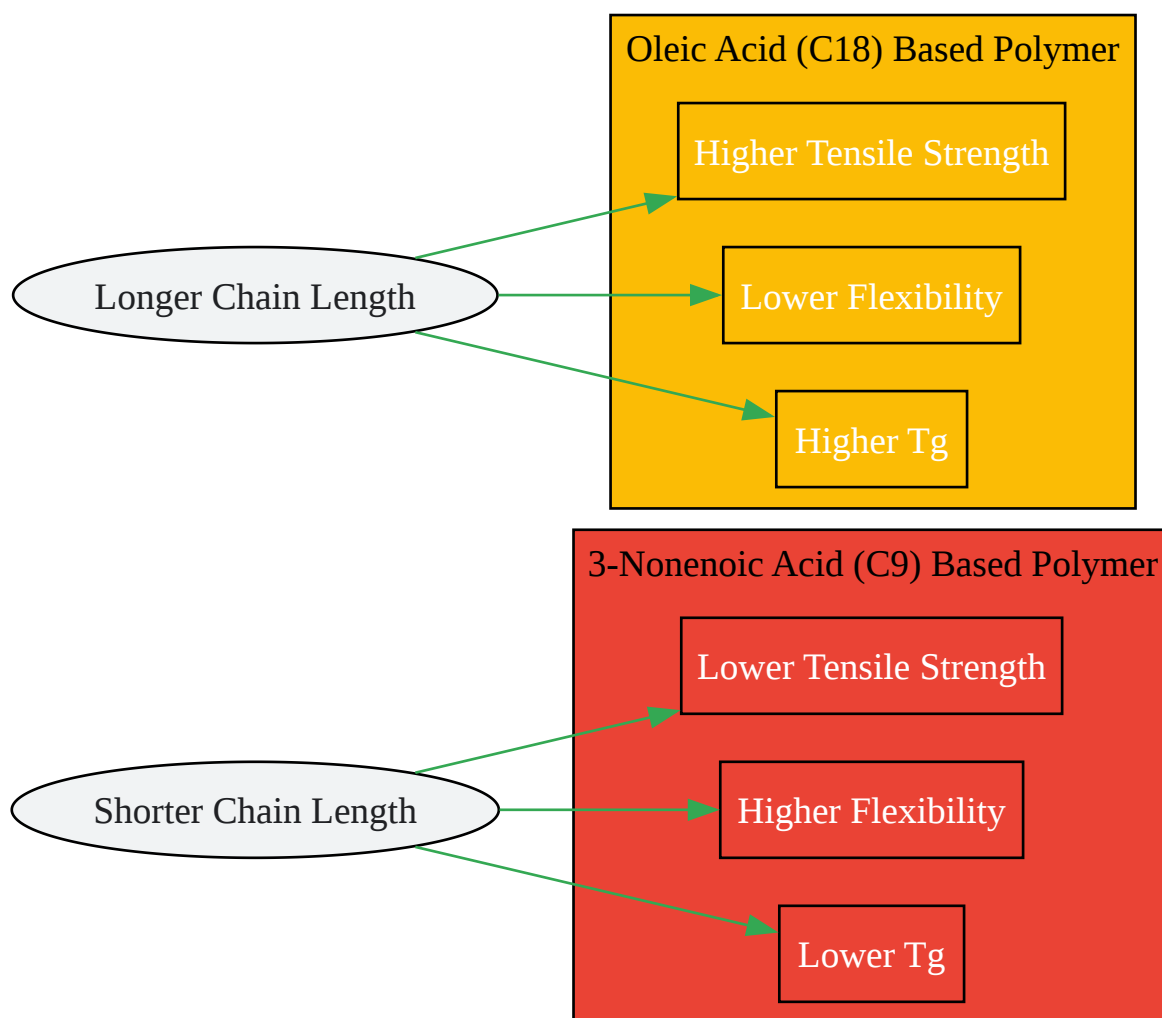 Oleic Acid (C18) Based Polymer
Higher Tensile Strength
Longer Chain Length
Lower Flexibility
Higher Tg
3-Nonenoic Acid (C9) Based Polymer
Lower Tensile Strength
Shorter Chain Length
Higher Flexibility
Lower Tg